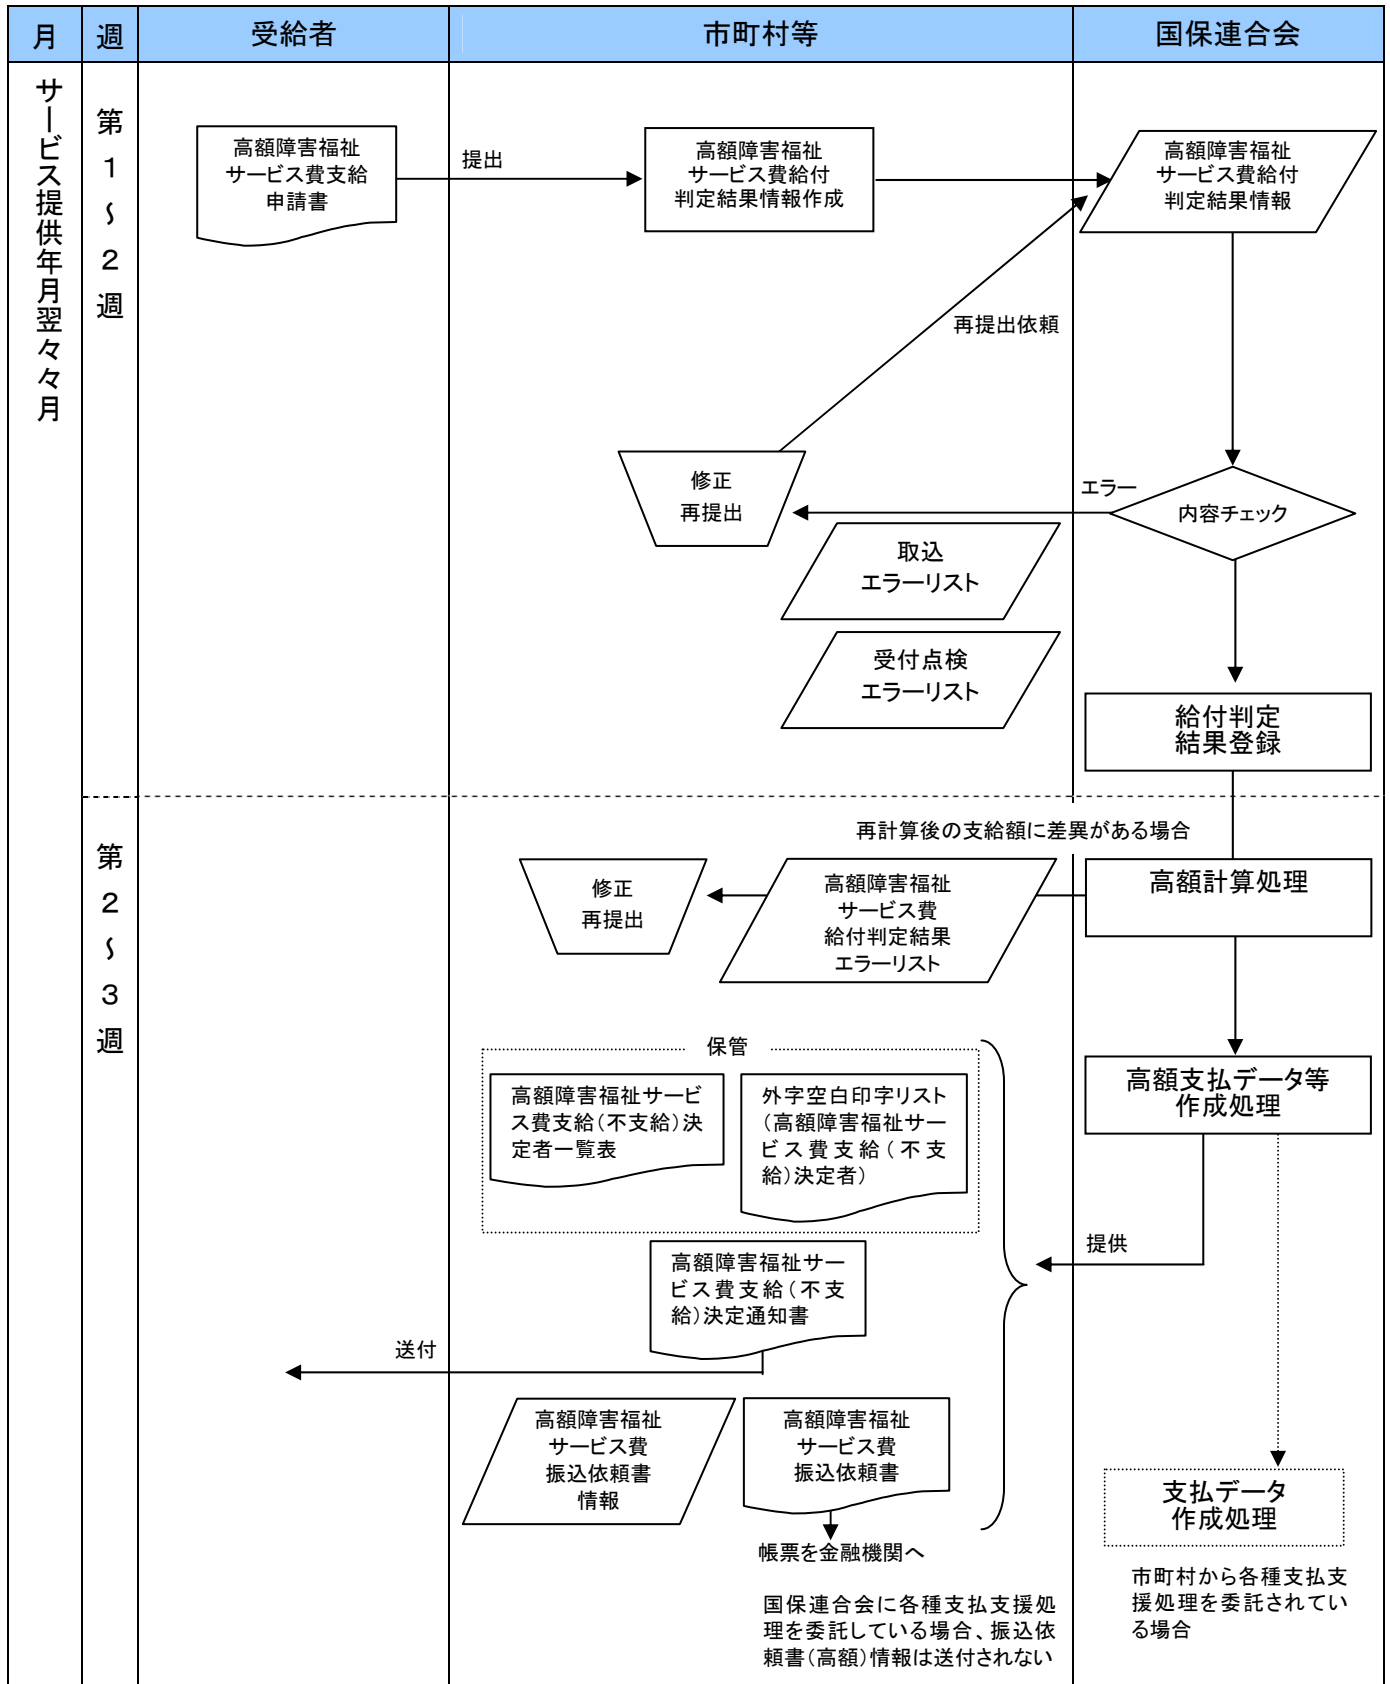 月
週
受給者
市町村等
国保連合会
サービス提供年月翌々々月
第1～2週
高額障害福祉
サービス費支給
申請書
提出
高額障害福祉
サービス費給付
判定結果情報作成
高額障害福祉
サービス費給付
判定結果情報
再提出依頼
修正
再提出
エラー
内容チェック
取込
エラーリスト
受付点検
エラーリスト
給付判定
結果登録
第2～3週
再計算後の支給額に差異がある場合
修正
再提出
高額障害福祉
サービス費
給付判定結果
エラーリスト
高額計算処理
保管
高額障害福祉サービ
ス費支給（不支給）決
定者一覧表
外字空白印字リスト
（高額障害福祉サー
ビス費支給（不支
給）決定者）
高額支払データ等
作成処理
提供
高額障害福祉サー
ビス費支給（不支
給）決定通知書
送付
高額障害福祉
サービス費
振込依頼書
情報
高額障害福祉
サービス費
振込依頼書
帳票を金融機関へ
支払データ
作成処理
市町村から各種支払支
援処理を委託されてい
る場合
国保連合会に各種支払支援処
理を委託している場合、振込依
頼書（高額）情報は送付されない